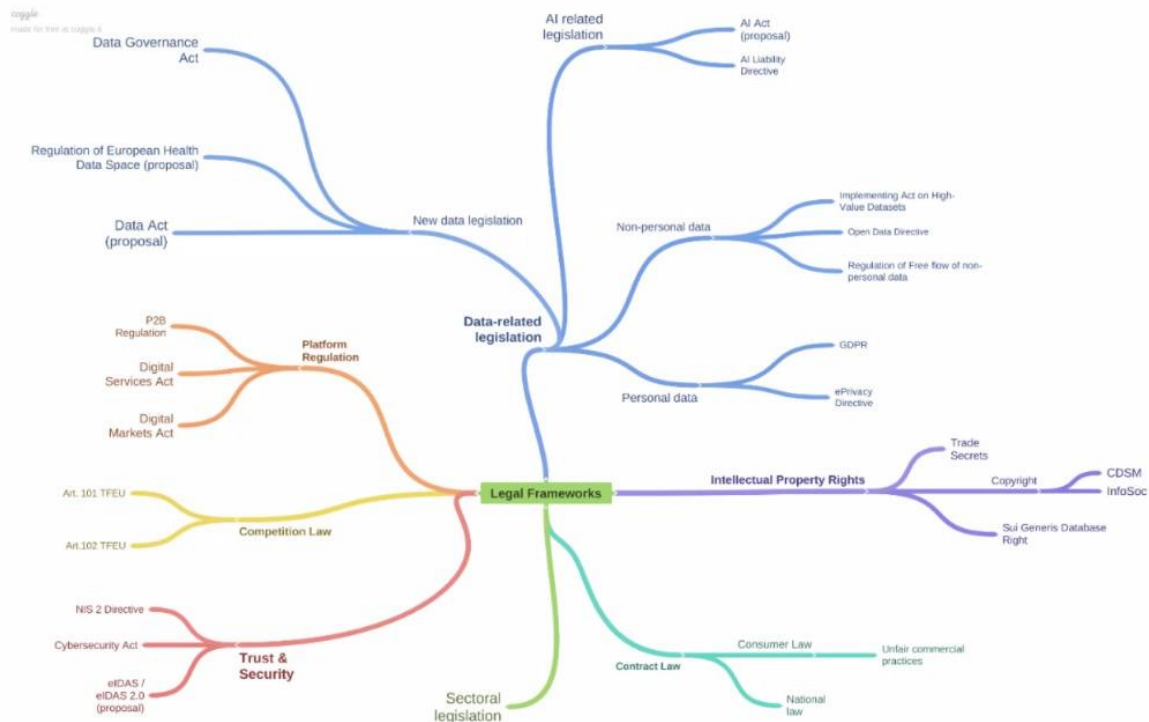 coggle
made for free at coggle.it
AI related
legislation
AI Act
(proposal)
AI Liability
Directive
Data Governance
Act
Regulation of European Health
Data Space (proposal)
Data Act
(proposal)
New data legislation
Non-personal data
Implementing Act on High-
Value Datasets
Open Data Directive
Regulation of Free flow of non-
personal data
Data-related
legislation
Personal data
GDPR
ePrivacy
Directive
P2B
Regulation
Digital
Services Act
Digital
Markets Act
Platform
Regulation
Legal Frameworks
Intellectual Property Rights
Trade
Secrets
Copyright
CDSM
InfoSoc
Sui Generis Database
Right
Art. 101 TFEU
Art.102 TFEU
Competition Law
NIS 2 Directive
Cybersecurity Act
eIDAS /
eIDAS 2.0
(proposal)
Trust &
Security
Sectoral
legislation
Contract Law
Consumer Law
Unfair commercial
practices
National
law